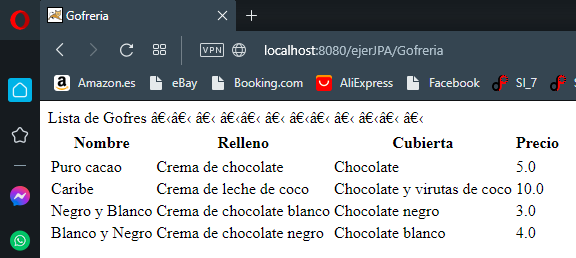 Gofreria
VPN localhost:8080/ejerJPA/Gofreria
Amazon.es eBay Booking.com AliExpress Facebook SI_7 S
Lista de Gofres â€‹â€‹ â€‹ â€‹â€‹ â€‹ â€‹â€‹ â€‹ â€‹â€‹ â€‹
Nombre Relleno Cubierta Precio
Puro cacao Crema de chocolate Chocolate 5.0
Caribe Crema de leche de coco Chocolate y virutas de coco 10.0
Negro y Blanco Crema de chocolate blanco Chocolate negro 3.0
Blanco y Negro Crema de chocolate negro Chocolate blanco 4.0